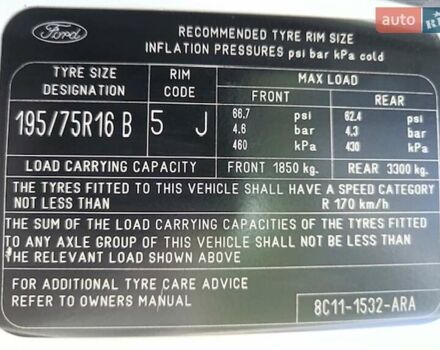 auto R
Ford
RECOMMENDED TYRE RIM SIZE
INFLATION PRESSURES psi bar kPa cold
TYRE SIZE DESIGNATION RIM CODE MAX LOAD
FRONT REAR
195/75R16 B 5 J
66.7 psi 62.4 psi
4.6 bar 4.3 bar
460 kPa 430 kPa
LOAD CARRYING CAPACITY FRONT 1850 kg. REAR 3300 kg.
THE TYRES FITTED TO THIS VEHICLE SHALL HAVE A SPEED CATEGORY
NOT LESS THAN R 170 km/h
THE SUM OF THE LOAD CARRYING CAPACITIES OF THE TYRES FITTED
TO ANY AXLE GROUP OF THIS VEHICLE SHALL NOT BE LESS THAN
THE RELEVANT LOAD SHOWN ABOVE
FOR ADDITIONAL TYRE CARE ADVICE
REFER TO OWNERS MANUAL
8C11-1532-ARA